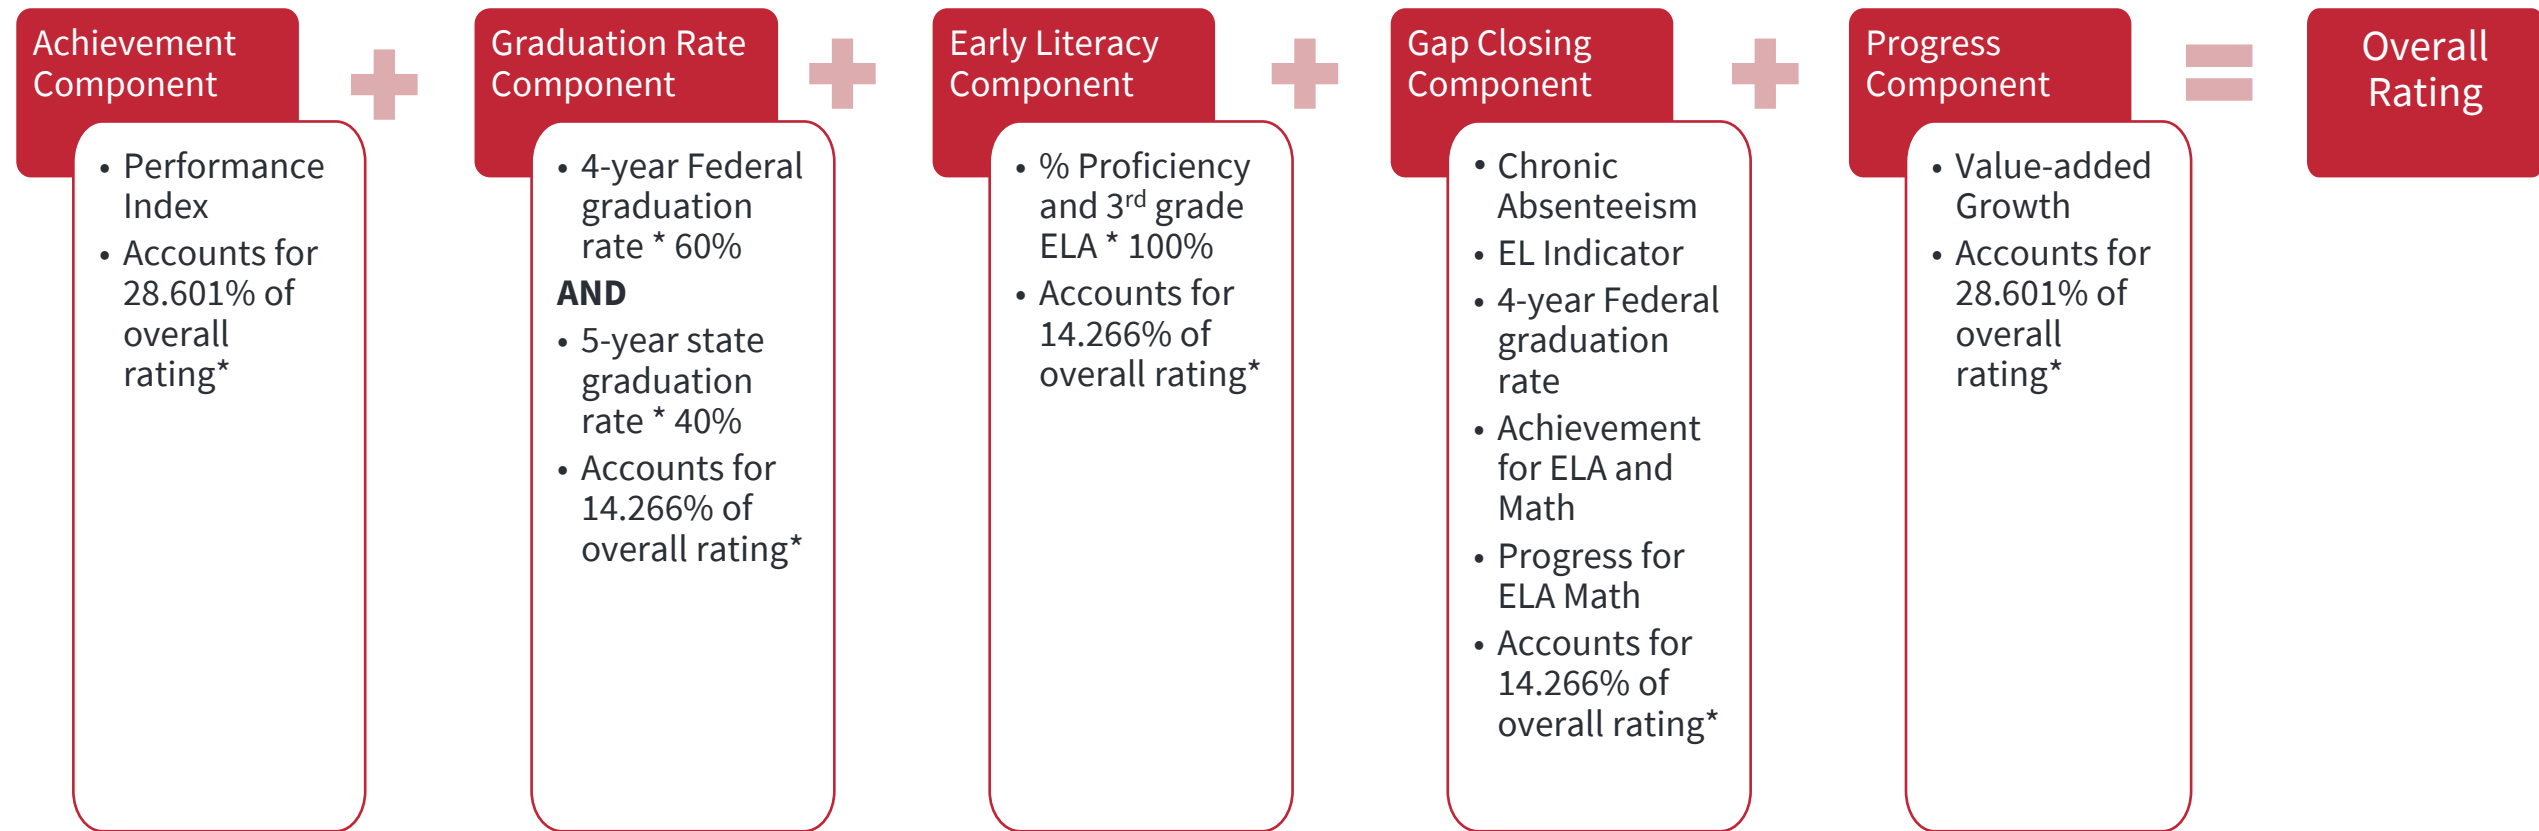 Achievement
Component
• Performance
Index
• Accounts for
28.601% of
overall
rating*
Graduation Rate
Component
• 4-year Federal
graduation
rate * 60%
AND
• 5-year state
graduation
rate * 40%
• Accounts for
14.266% of
overall rating*
Early Literacy
Component
• % Proficiency
and 3rd grade
ELA * 100%
• Accounts for
14.266% of
overall rating*
Gap Closing
Component
• Chronic
Absenteeism
• EL Indicator
• 4-year Federal
graduation
rate
• Achievement
for ELA and
Math
• Progress for
ELA Math
• Accounts for
14.266% of
overall rating*
Progress
Component
• Value-added
Growth
• Accounts for
28.601% of
overall
rating*
Overall
Rating